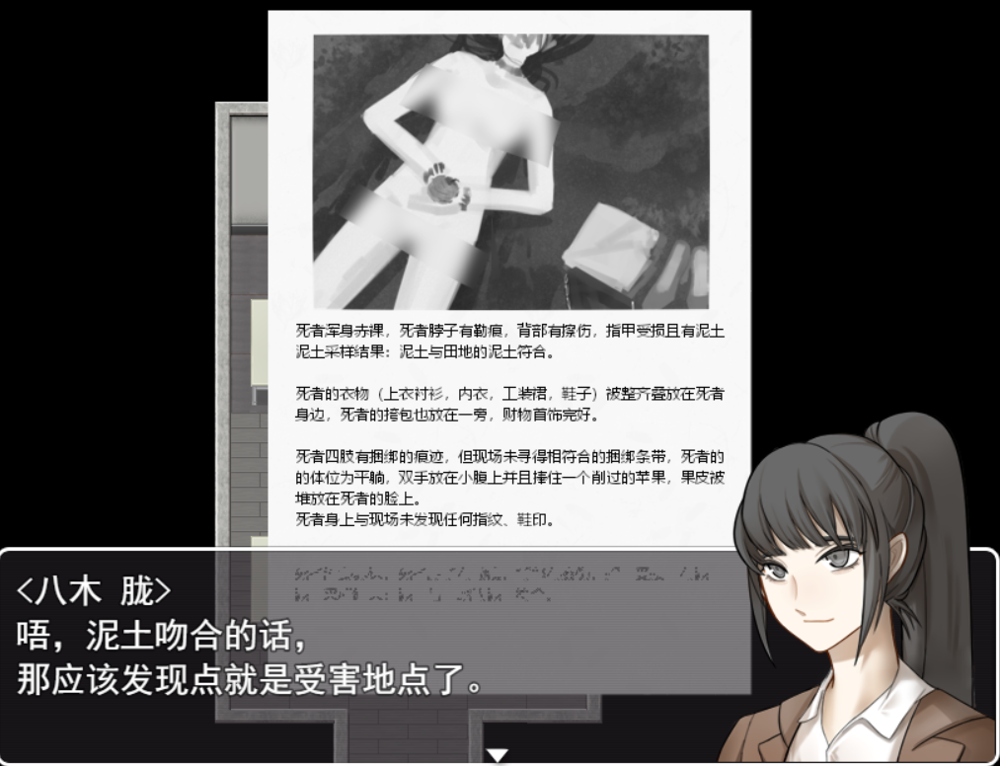 死者浑身赤裸，死者脖子有勒痕，背部有擦伤，指甲受损且有泥土
泥土采样结果：泥土与田地的泥土符合。
死者的衣物（上衣衬衫，内衣，工装裙，鞋子）被整齐叠放在死者
身边，死者的挎包也放在一旁，财物首饰完好。
死者四肢有捆绑的痕迹，但现场未寻得相符合的捆绑条带，死者的
的体位为平躺，双手放在小腹上并且捧住一个削过的苹果，果皮被
堆放在死者的脸上。
死者身上与现场未发现任何指纹、鞋印。
<八木 胧>
唔，泥土吻合的话，
那应该发现点就是受害地点了。